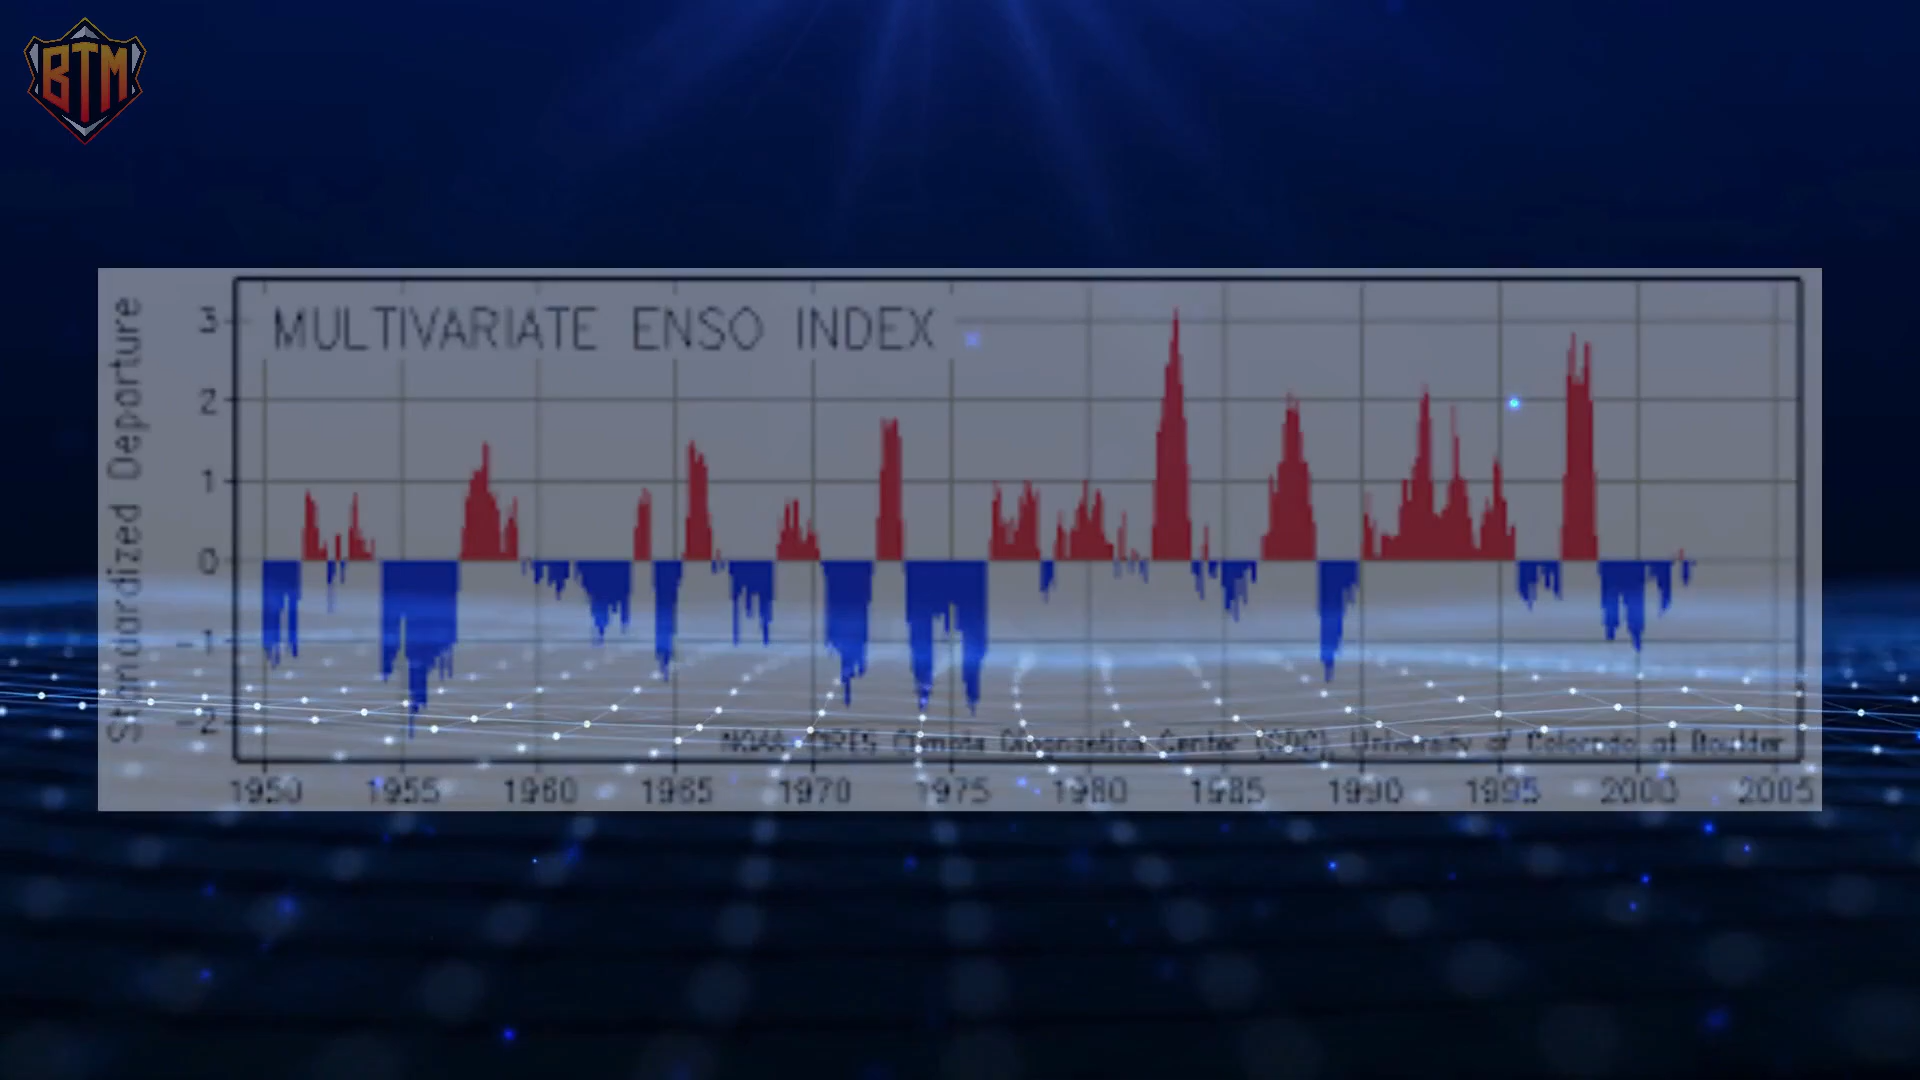 BTM
MULTIVARIATE ENSO INDEX
Standardized Departure
3
2
1
0
-1
-2
NOAA-CIRES Climate Diagnostics Center (CDC), University of Colorado at Boulder
1950 1955 1960 1965 1970 1975 1980 1985 1990 1995 2000 2005